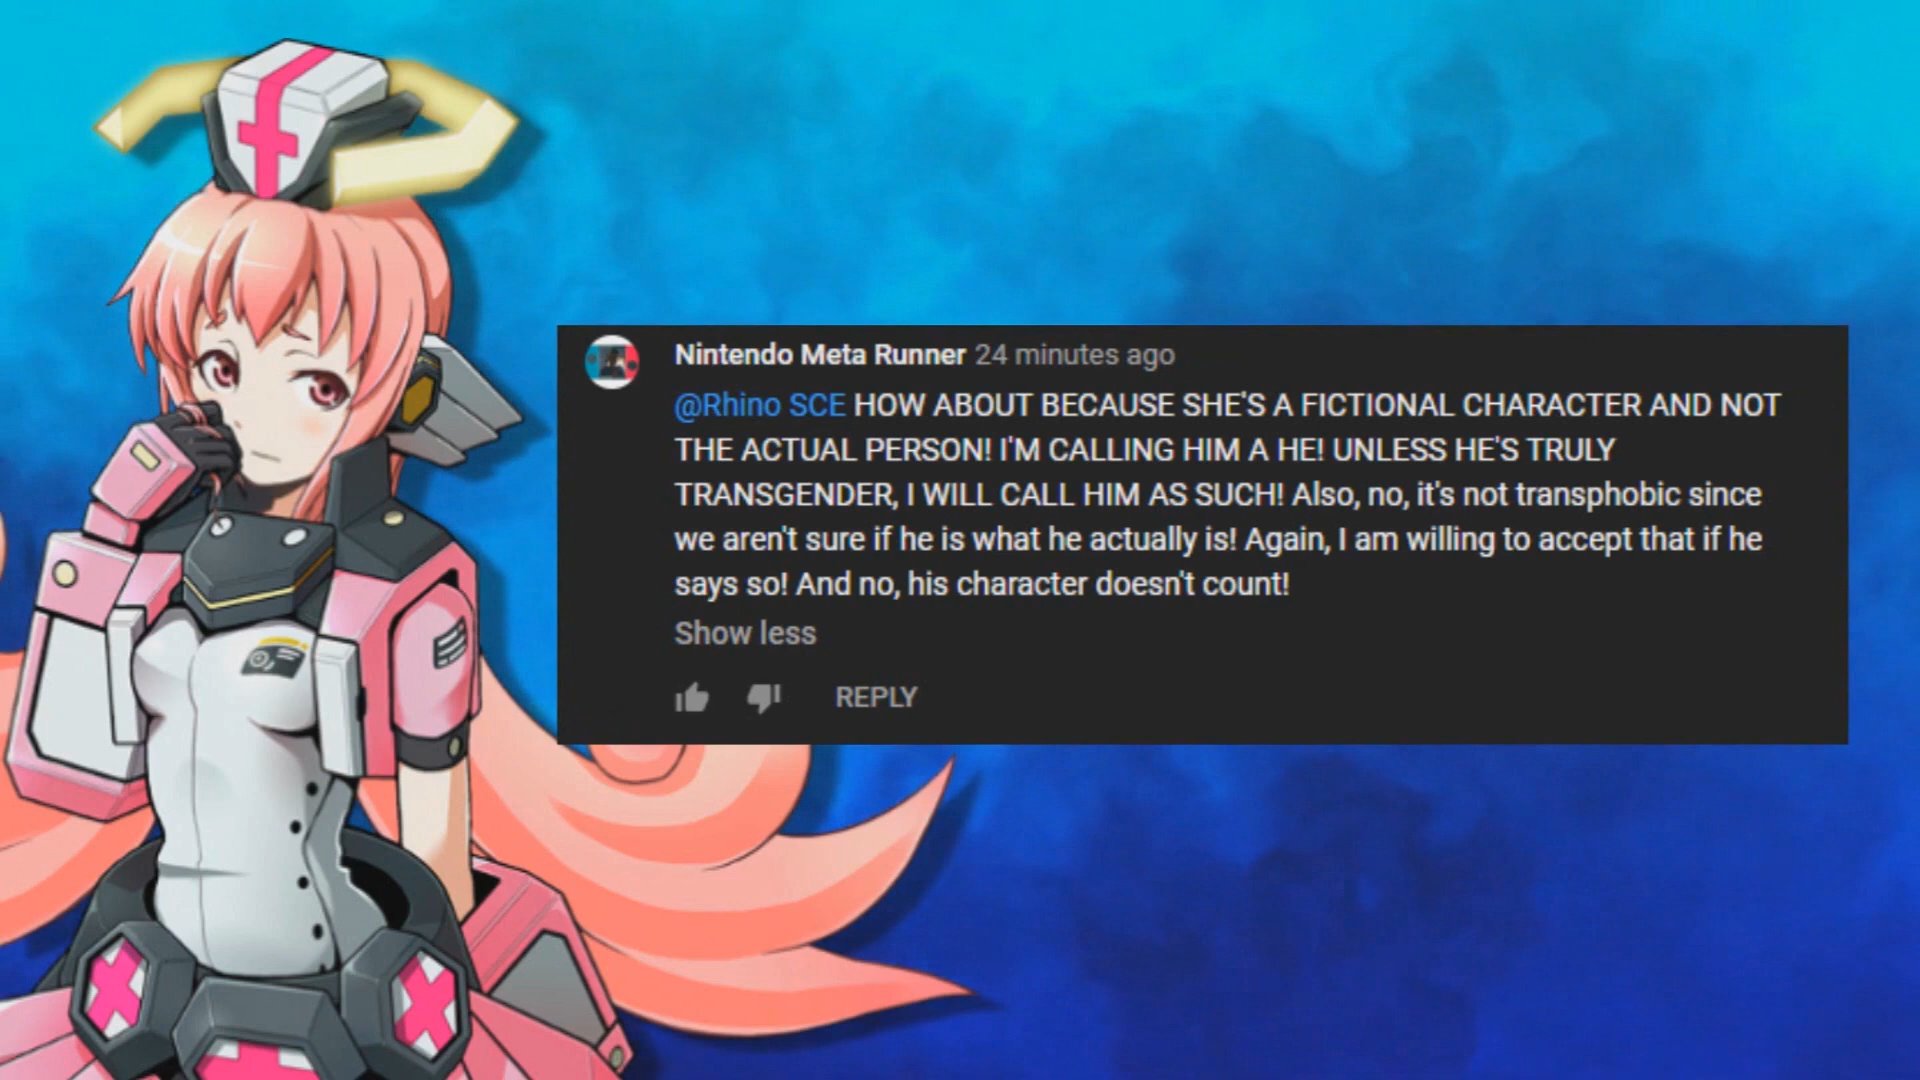 Nintendo Meta Runner 24 minutes ago
@Rhino SCE HOW ABOUT BECAUSE SHE'S A FICTIONAL CHARACTER AND NOT
THE ACTUAL PERSON! I'M CALLING HIM A HE! UNLESS HE'S TRULY
TRANSGENDER, I WILL CALL HIM AS SUCH! Also, no, it's not transphobic since
we aren't sure if he is what he actually is! Again, I am willing to accept that if he
says so! And no, his character doesn't count!
Show less
REPLY